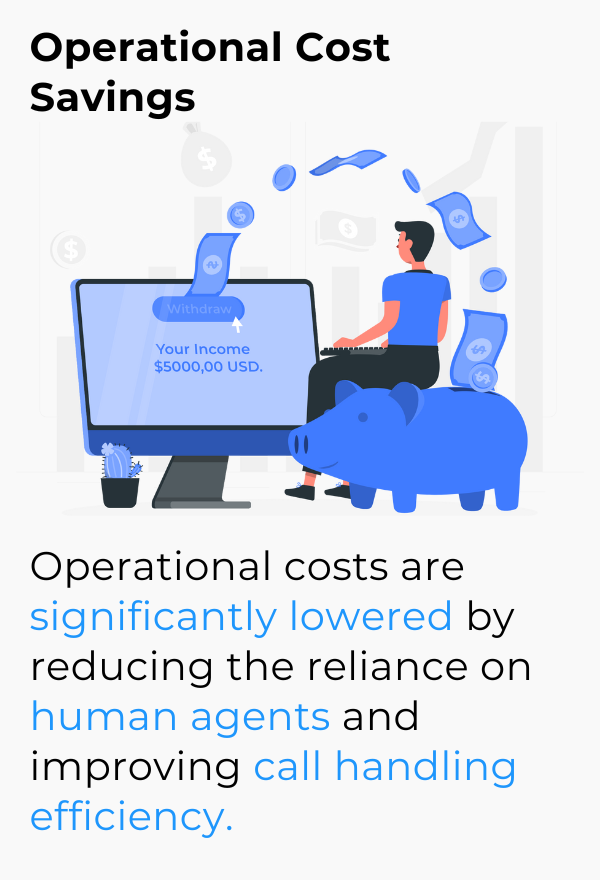 Operational Cost
Savings
Withdraw
Your Income
$5000,00 USD.
Operational costs are
significantly lowered by
reducing the reliance on
human agents and
improving call handling
efficiency.